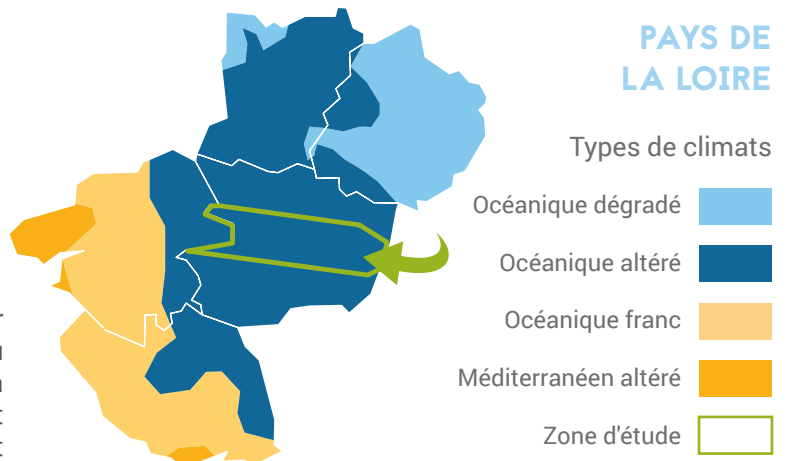 PAYS DE
LA LOIRE
Types de climats
Océanique dégradé
Océanique altéré
Océanique franc
Méditerranéen altéré
Zone d'étude